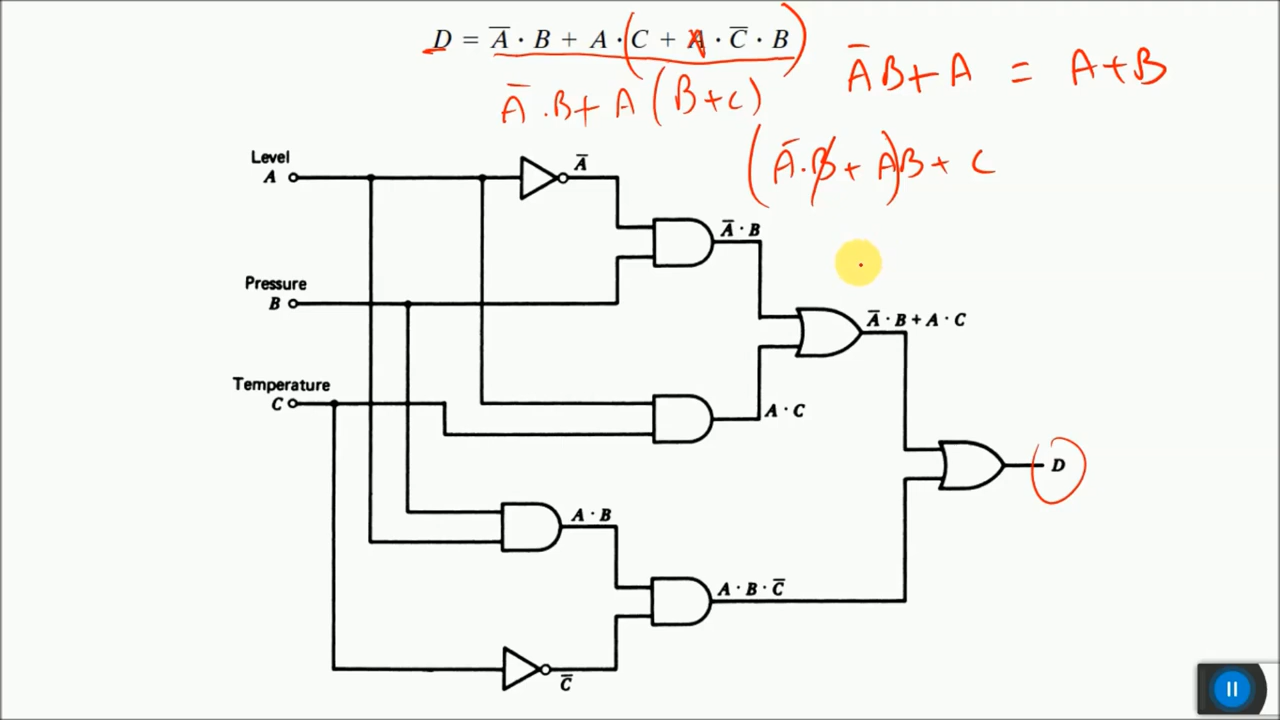 D = A̅ · B + A · (C + A · C̅ · B)
A̅ B + A = A + B
A̅ . B + A (B + C)
(A̅ . B + A) B + C
Level
A
A̅
Pressure
B
A̅ · B
Temperature
C
A̅ · B + A · C
A · C
D
A · B
A · B · C̅
C̅